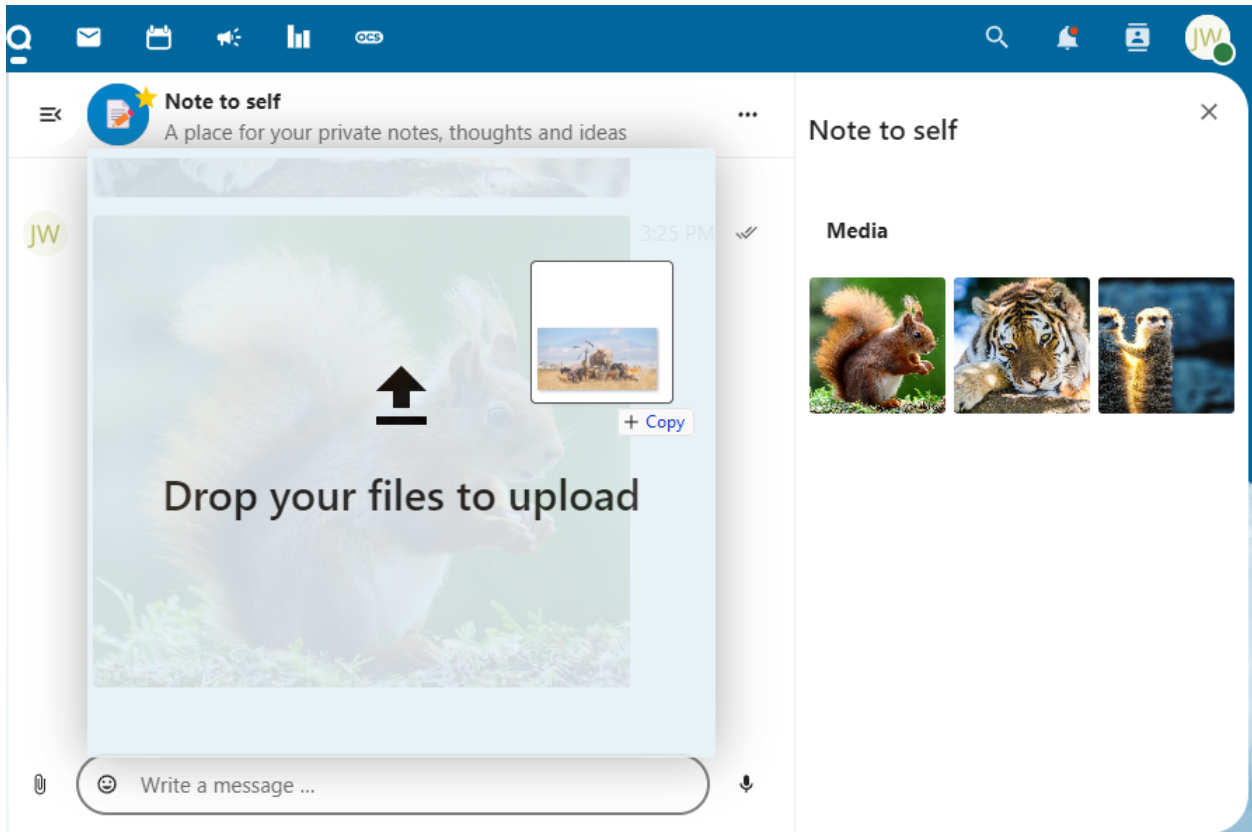 OCS
JW
Note to self
A place for your private notes, thoughts and ideas
Note to self
JW
3:25 PM
Media
+ Copy
Drop your files to upload
Write a message ...